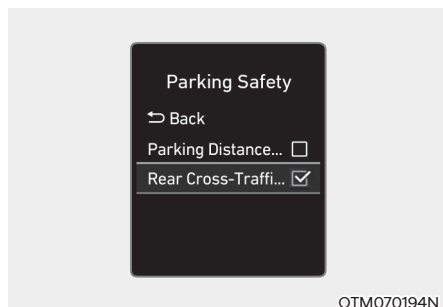 Parking Safety
Back
Parking Distance...
Rear Cross-Traffi...
OTM070194N